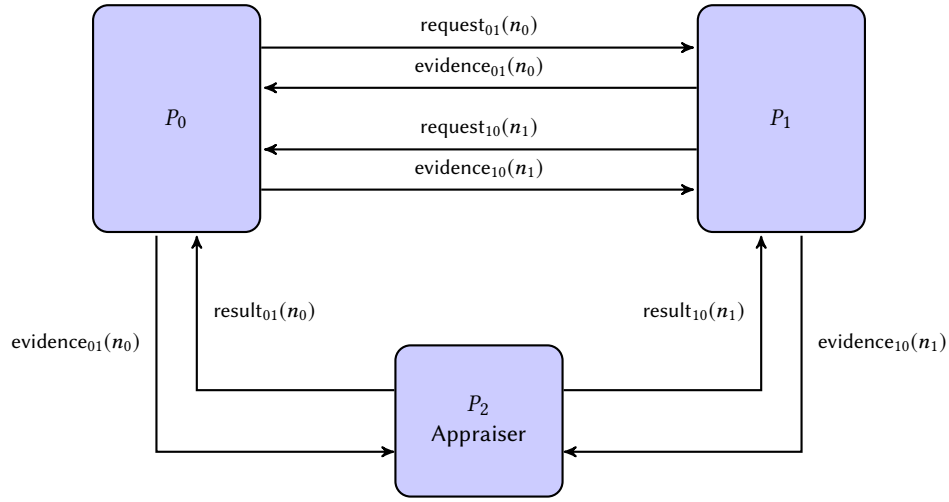 request₀₁(n₀)
evidence₀₁(n₀)
P₀
P₁
request₁₀(n₁)
evidence₁₀(n₁)
result₀₁(n₀)
result₁₀(n₁)
evidence₀₁(n₀)
evidence₁₀(n₁)
P₂
Appraiser